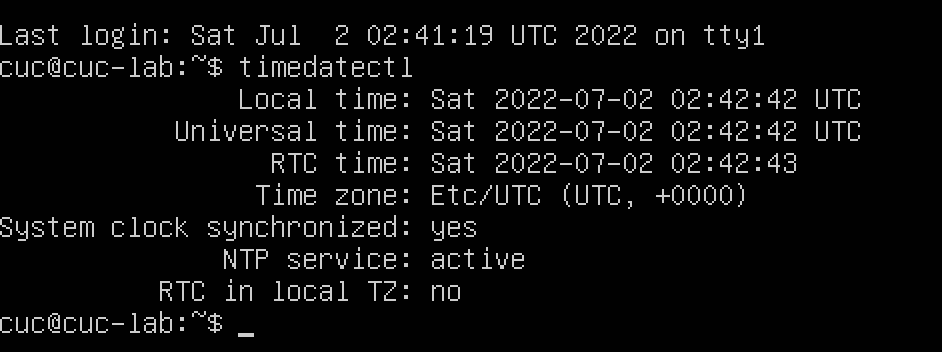 Last login: Sat Jul  2 02:41:19 UTC 2022 on tty1
cuc@cuc-lab:~$ timedatectl
               Local time: Sat 2022-07-02 02:42:42 UTC
           Universal time: Sat 2022-07-02 02:42:42 UTC
                 RTC time: Sat 2022-07-02 02:42:43
                Time zone: Etc/UTC (UTC, +0000)
System clock synchronized: yes
              NTP service: active
          RTC in local TZ: no
cuc@cuc-lab:~$ _